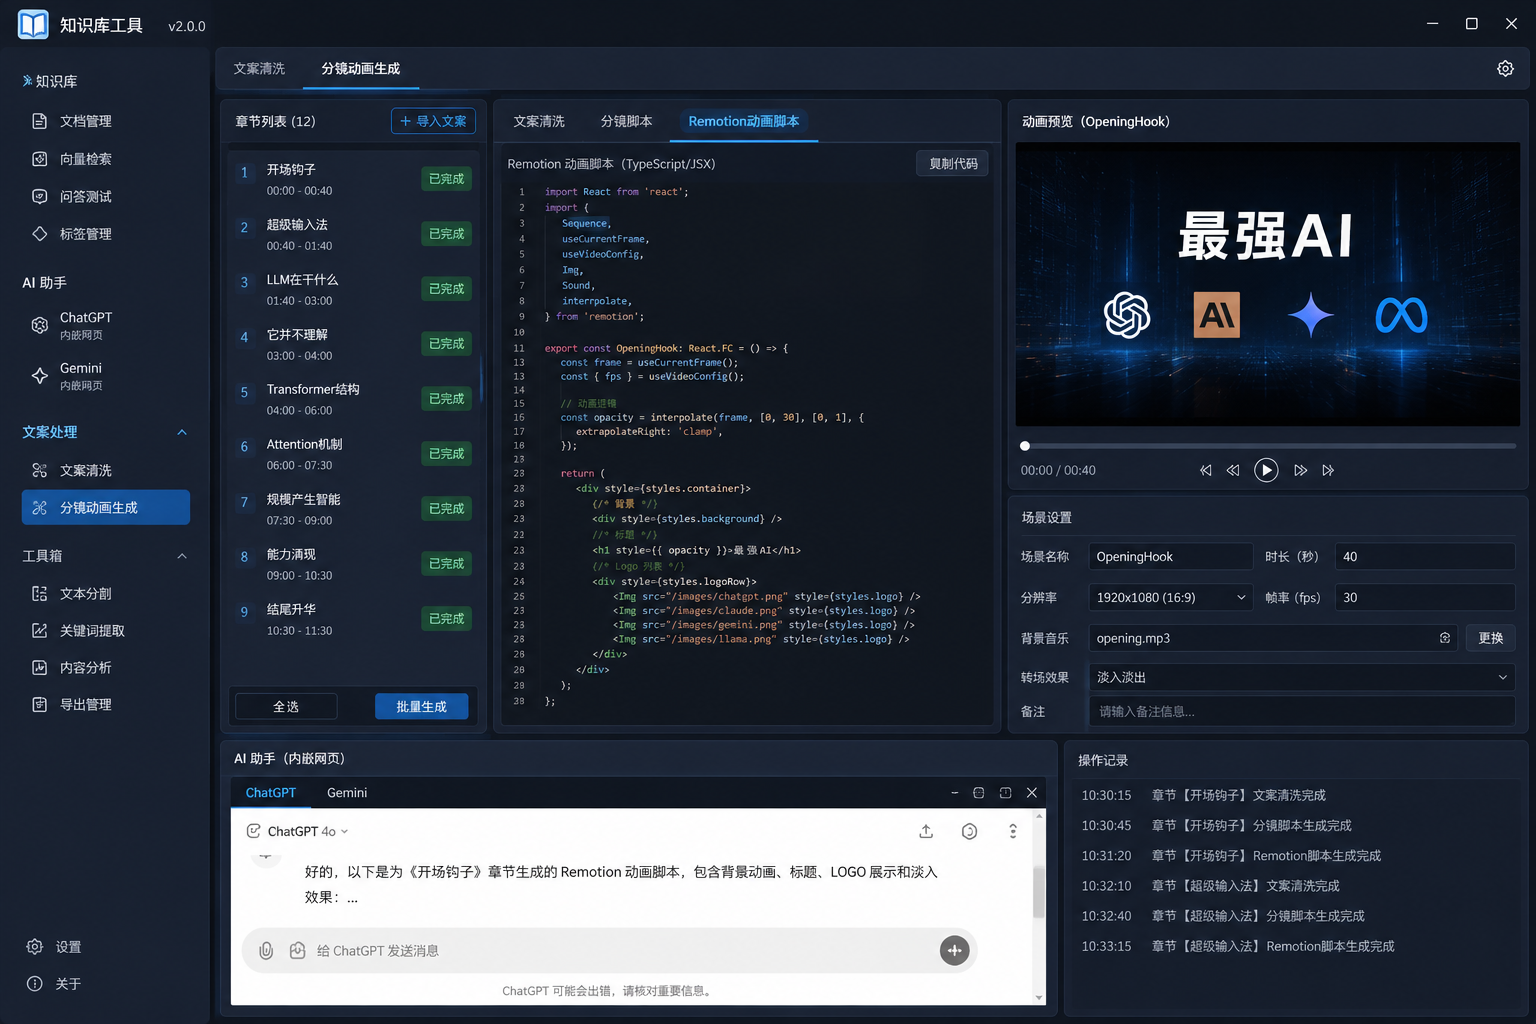 知识库工具 v2.0.0
知识库
文档管理
向量检索
问答测试
标签管理
AI 助手
ChatGPT
内嵌网页
Gemini
内嵌网页
文案处理
文案清洗
分镜动画生成
工具箱
文本分割
关键词提取
内容分析
导出管理
设置
关于
文案清洗 分镜动画生成
章节列表 (12) + 导入文案
1 开场钩子 已完成
00:00 - 00:40
2 超级输入法 已完成
00:40 - 01:40
3 LLM在干什么 已完成
01:40 - 03:00
4 它并不理解 已完成
03:00 - 04:00
5 Transformer结构 已完成
04:00 - 06:00
6 Attention机制 已完成
06:00 - 07:30
7 规模产生智能 已完成
07:30 - 09:00
8 能力涌现 已完成
09:00 - 10:30
9 结尾升华 已完成
10:30 - 11:30
全选 批量生成
文案清洗 分镜脚本 Remotion动画脚本
Remotion 动画脚本（TypeScript/JSX） 复制代码
1 import React from 'react';
2 import {
3 Sequence,
4 useCurrentFrame,
5 useVideoConfig,
6 Img,
7 Sound,
8 interrpolate,
9 } from 'remotion';
10
11 export const OpeningHook: React.FC = () => {
13 const frame = useCurrentFrame();
13 const { fps } = useVideoConfig();
14
15 // 动画逻辑
16 const opacity = interpolate(frame, [0, 30], [0, 1], {
17 extrapolateRight: 'clamp',
18 });
13
23 return (
23 <div style={styles.container}>
28 {/* 背景 */}
23 <div style={styles.background} />
22 //* 标题 */}
23 <h1 style={{ opacity }}>最强AI</h1>
23 {/* Logo 列表 */}
24 <div style={styles.logoRow}>
25 <Img src="/images/chatgpt.png" style={styles.logo} />
23 <Img src="/images/claude.png" style={styles.logo} />
23 <Img src="/images/gemini.png" style={styles.logo} />
28 <Img src="/images/llama.png" style={styles.logo} />
28 </div>
20 </div>
29 );
30 };
动画预览（OpeningHook）
最强AI
AI
00:00 / 00:40
场景设置
场景名称 OpeningHook 时长（秒） 40
分辨率 1920x1080 (16:9) 帧率 (fps) 30
背景音乐 opening.mp3 更换
转场效果 淡入淡出
备注 请输入备注信息...
AI 助手（内嵌网页）
ChatGPT Gemini
ChatGPT 4o
好的，以下是为《开场钩子》章节生成的 Remotion 动画脚本，包含背景动画、标题、LOGO 展示和淡入
效果：...
给 ChatGPT 发送消息
ChatGPT 可能会出错，请核对重要信息。
操作记录
10:30:15 章节【开场钩子】文案清洗完成
10:30:45 章节【开场钩子】分镜脚本生成完成
10:31:20 章节【开场钩子】Remotion脚本生成完成
10:32:10 章节【超级输入法】文案清洗完成
10:32:40 章节【超级输入法】分镜脚本生成完成
10:33:15 章节【超级输入法】Remotion脚本生成完成